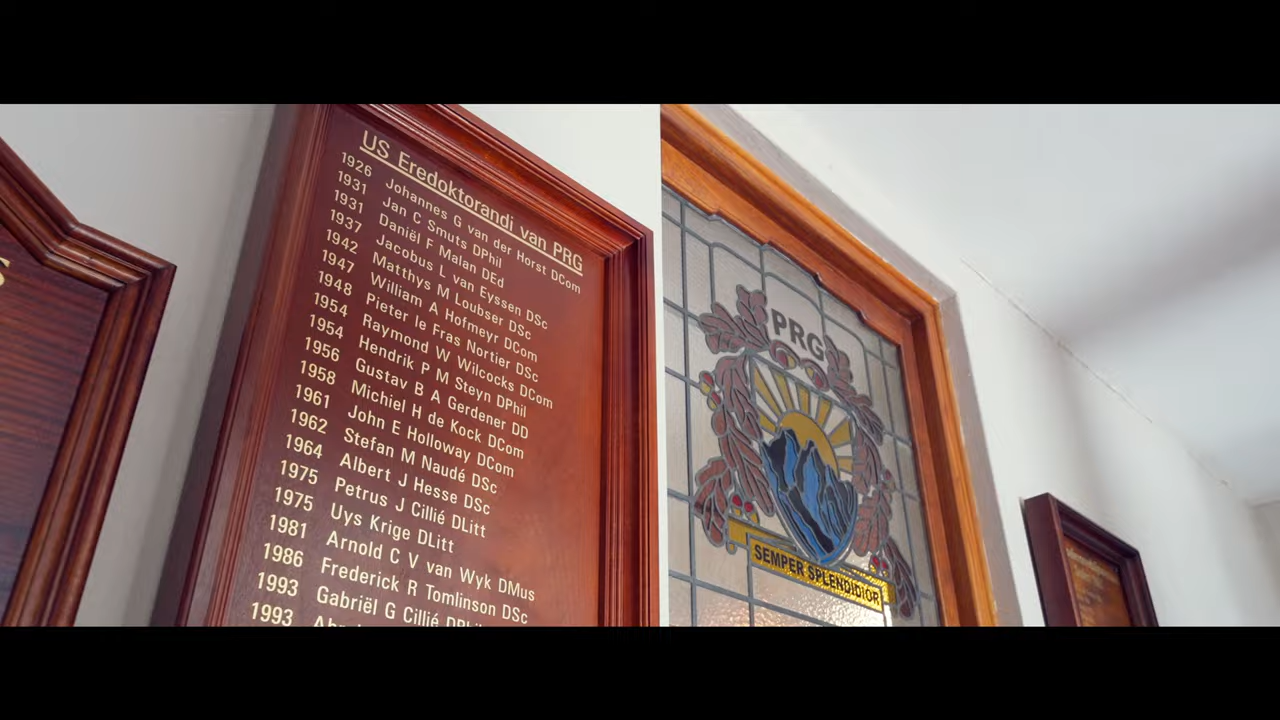 US Eredoktorandi van PRG
1926 Johannes G van der Horst DCom
1931 Jan C Smuts DPhil
1931 Daniël F Malan DEd
1937 Jacobus L van Eyssen DSc
1942 Matthys M Loubser DSc
1947 William A Hofmeyr DCom
1948 Pieter le Fras Nortier DSc
1954 Raymond W Wilcocks DCom
1954 Hendrik P M Steyn DPhil
1956 Gustav B A Gerdener DD
1958 Michiel H de Kock DCom
1961 John E Holloway DCom
1962 Stefan M Naudé DSc
1964 Albert J Hesse DSc
1975 Petrus J Cillié DLitt
1975 Uys Krige DLitt
1981 Arnold C V van Wyk DMus
1986 Frederick R Tomlinson DSc
1993 Gabriël G Cillié DPhil
1993
PRG
SEMPER SPLENDIDIOR